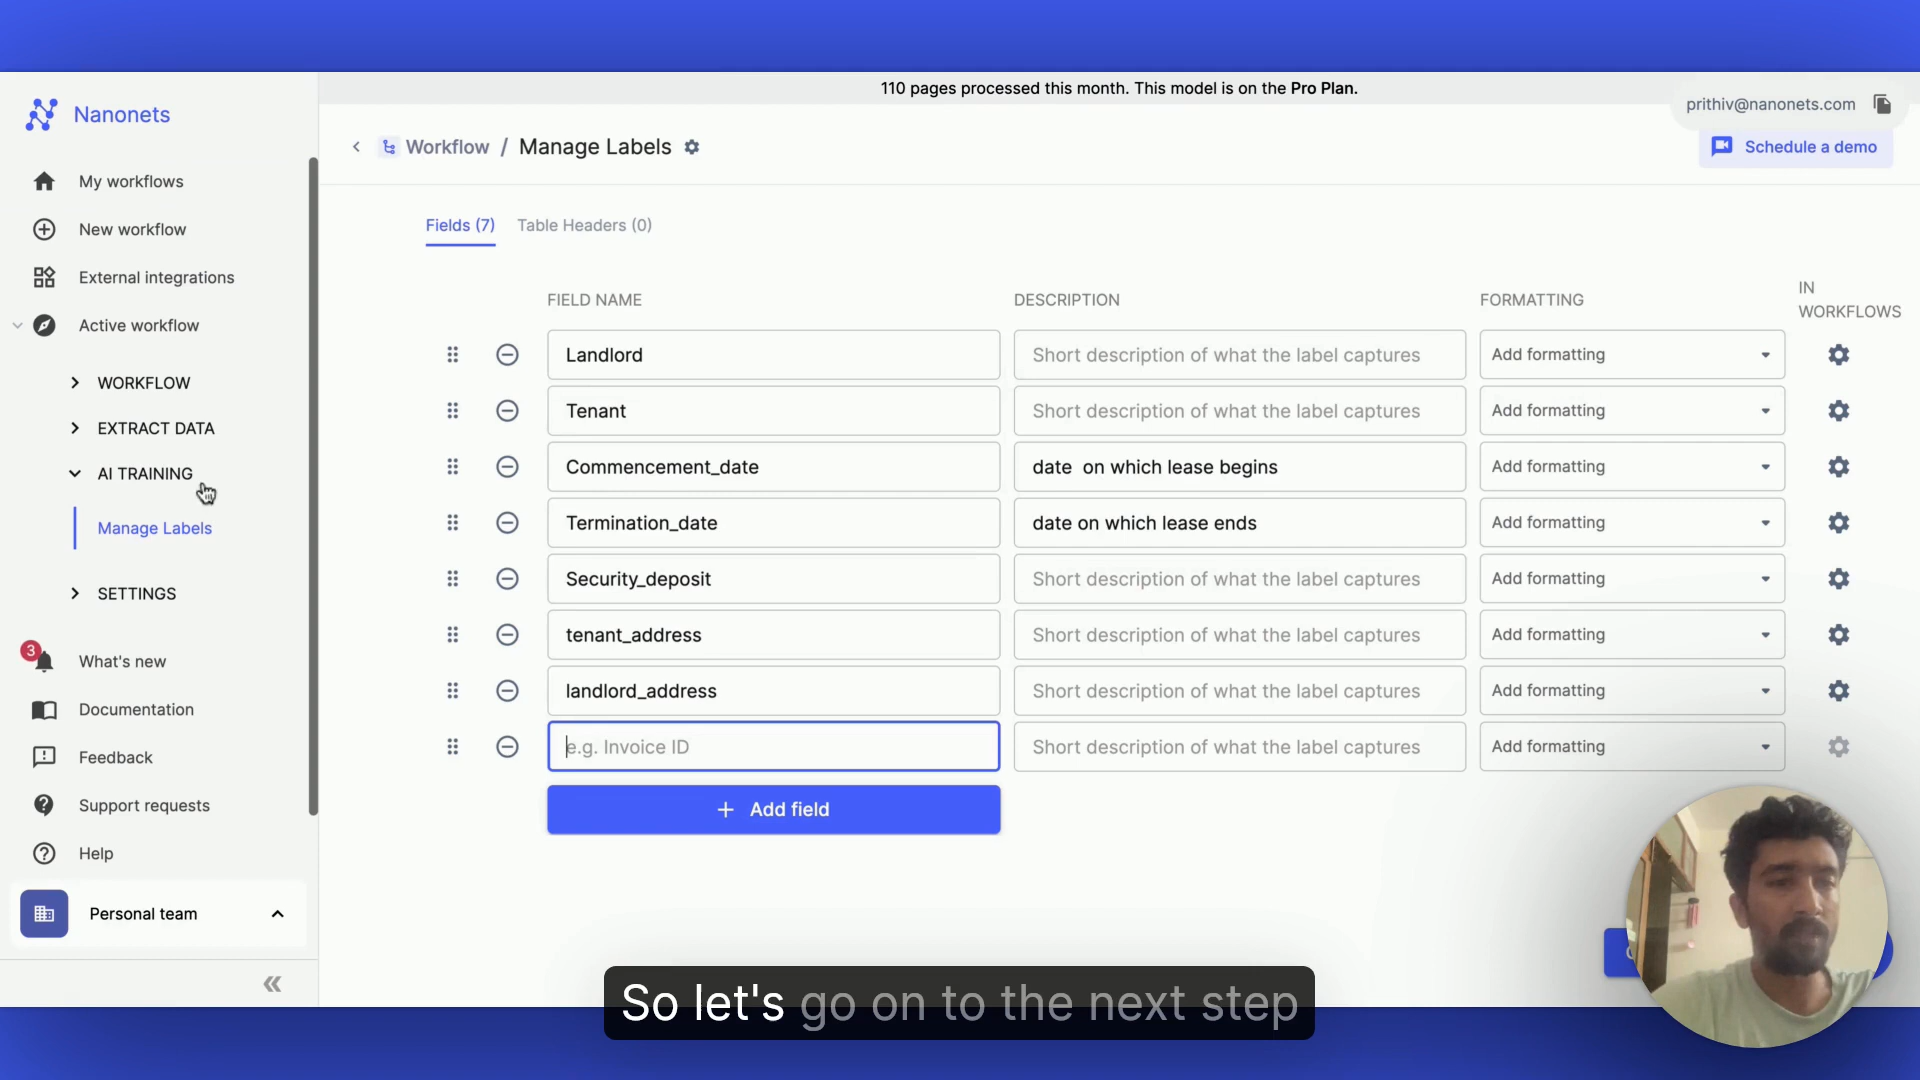 110 pages processed this month. This model is on the Pro Plan.
Nanonets
prithiv@nanonets.com
Workflow / Manage Labels
Schedule a demo
My workflows
New workflow
External integrations
Active workflow
WORKFLOW
EXTRACT DATA
AI TRAINING
Manage Labels
SETTINGS
3
What's new
Documentation
Feedback
Support requests
Help
Personal team
Fields (7) Table Headers (0)
FIELD NAME DESCRIPTION FORMATTING IN WORKFLOWS
Landlord Short description of what the label captures Add formatting
Tenant Short description of what the label captures Add formatting
Commencement_date date  on which lease begins Add formatting
Termination_date date on which lease ends Add formatting
Security_deposit Short description of what the label captures Add formatting
tenant_address Short description of what the label captures Add formatting
landlord_address Short description of what the label captures Add formatting
e.g. Invoice ID Short description of what the label captures Add formatting
+ Add field
So let's go on to the next step